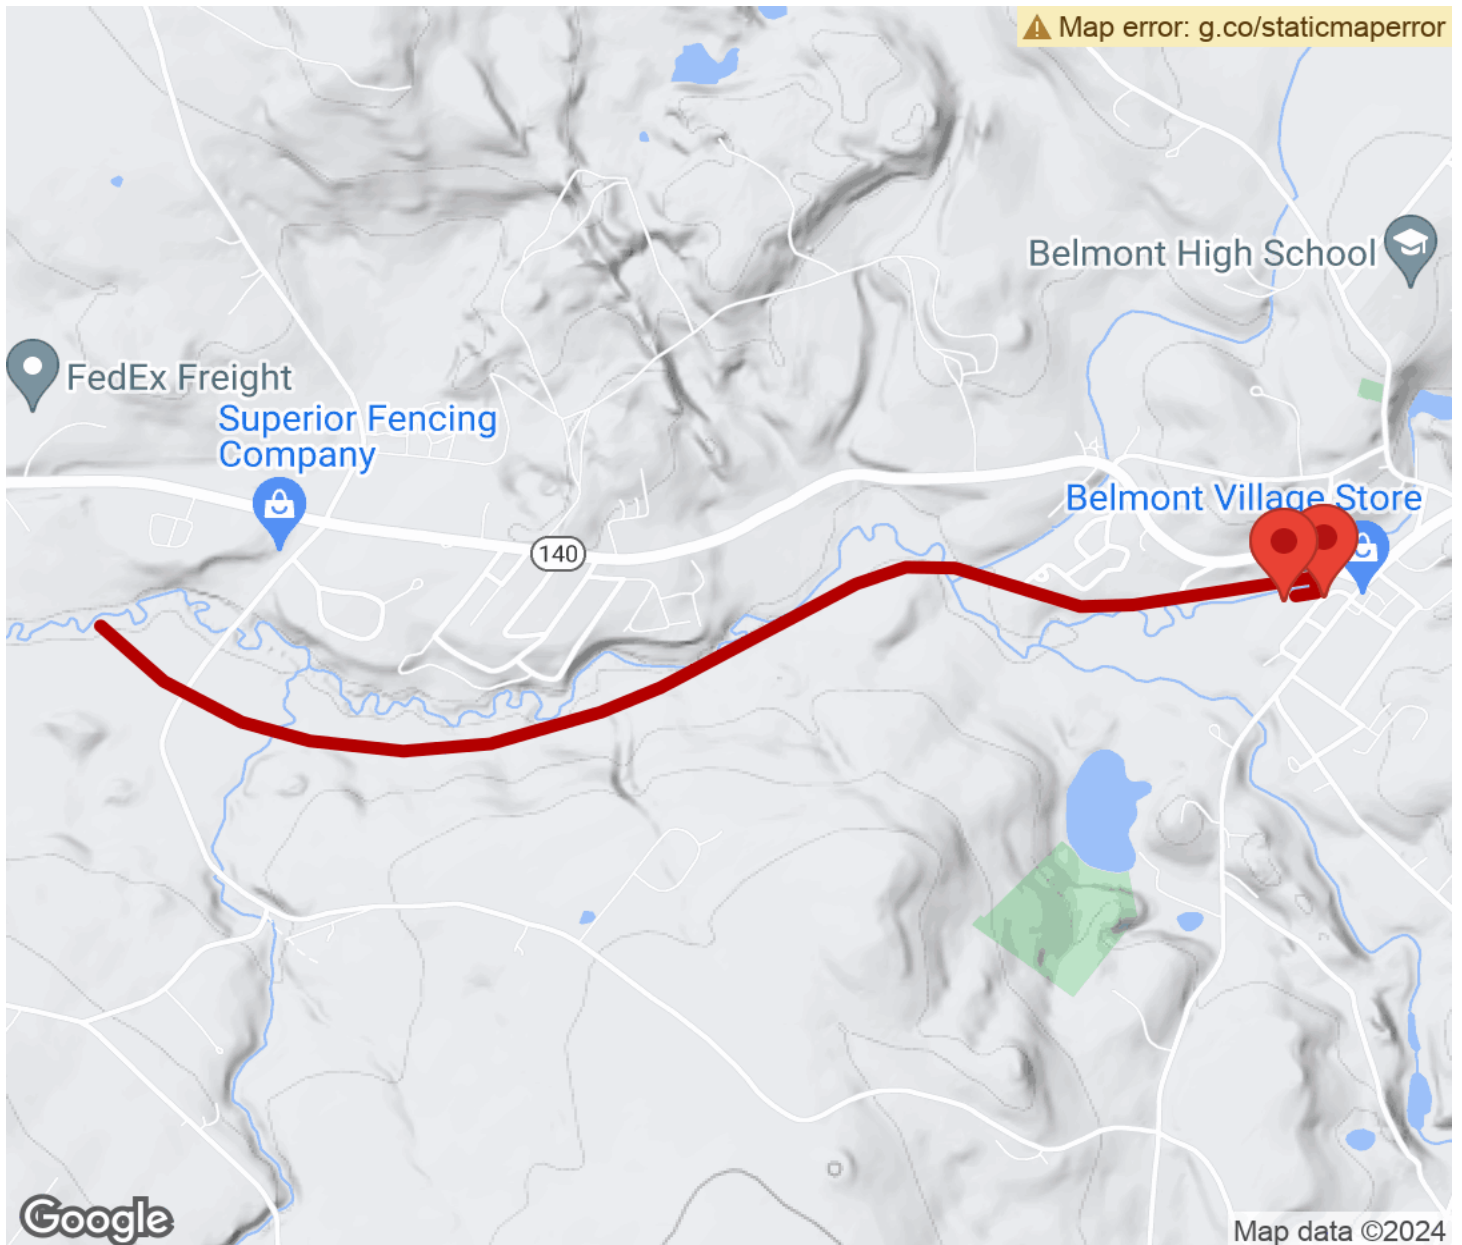 Map error: g.co/staticmaperror
Belmont High School
FedEx Freight
Superior Fencing
Company
Belmont Village Store
140
Google
Map data ©2024